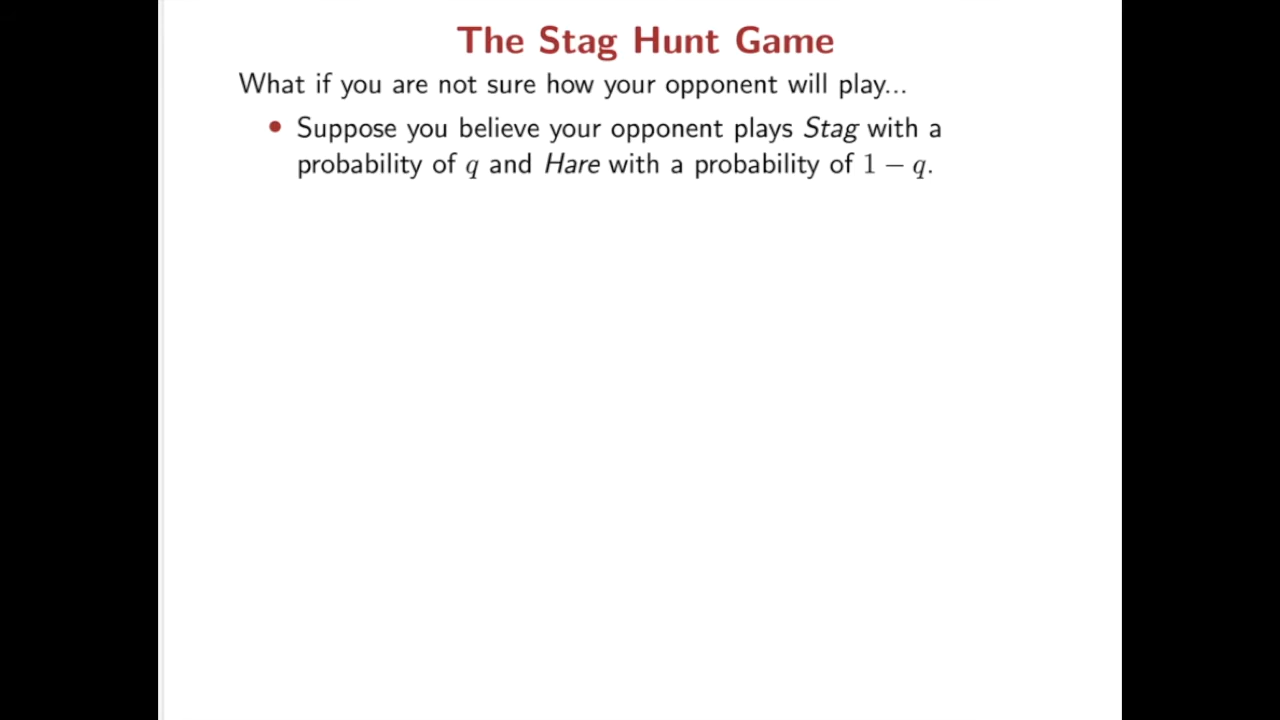 The Stag Hunt Game
What if you are not sure how your opponent will play...
• Suppose you believe your opponent plays Stag with a
probability of q and Hare with a probability of 1 − q.